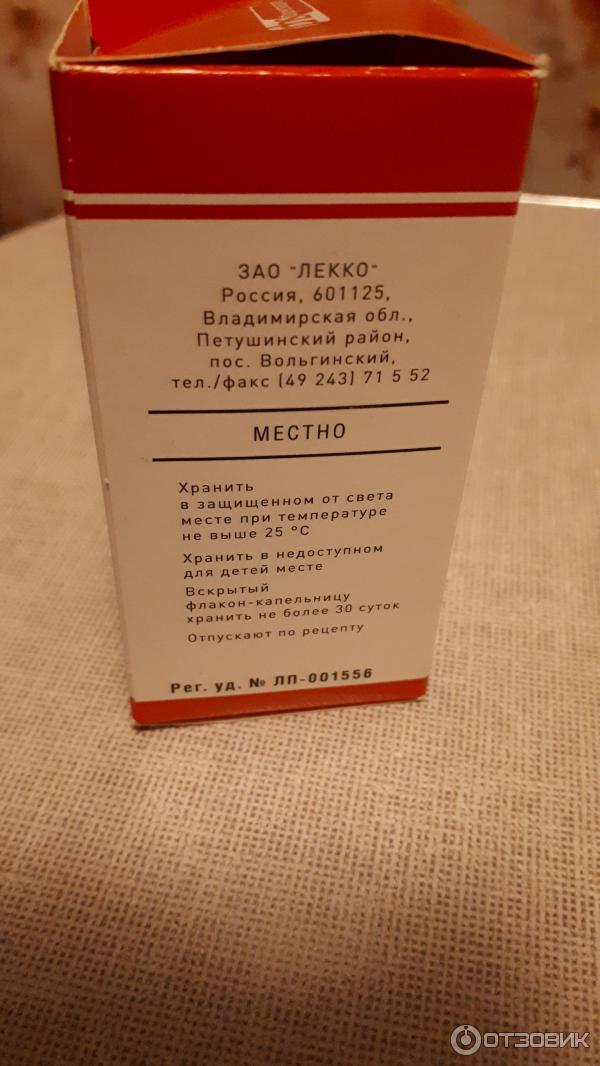 ЗАО "ЛЕККО"
Россия, 601125,
Владимирская обл.,
Петушинский район,
пос. Вольгинский,
тел./факс (49 243) 71 5 52
МЕСТНО
Хранить
в защищенном от света
месте при температуре
не выше 25 °С
Хранить в недоступном
для детей месте
Вскрытый
флакон-капельницу
хранить не более 30 суток
Отпускают по рецепту
Рег. уд. № ЛП-001556
ОТЗОВИК